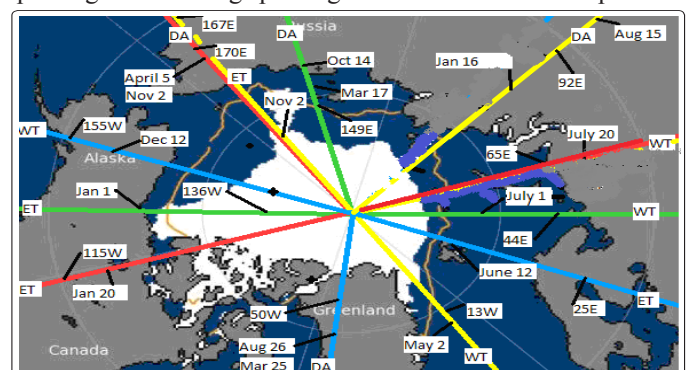 167E
ussia
DA
DA
DA
Aug 15
170E
Oct 14
Jan 16
ET
April 5
92E
Nov 2
Mar 17
Nov 2
149E
155W
July 20
WT
WT
Dec 12
65E
Alaska
Jan 1
136W
July 1
ET
WT
44E
115W
June 12
ET
Jan 20
ET
25E
50W
Greenland
13W
Aug 26
May 2
Canada
Mar 25
DA
WT